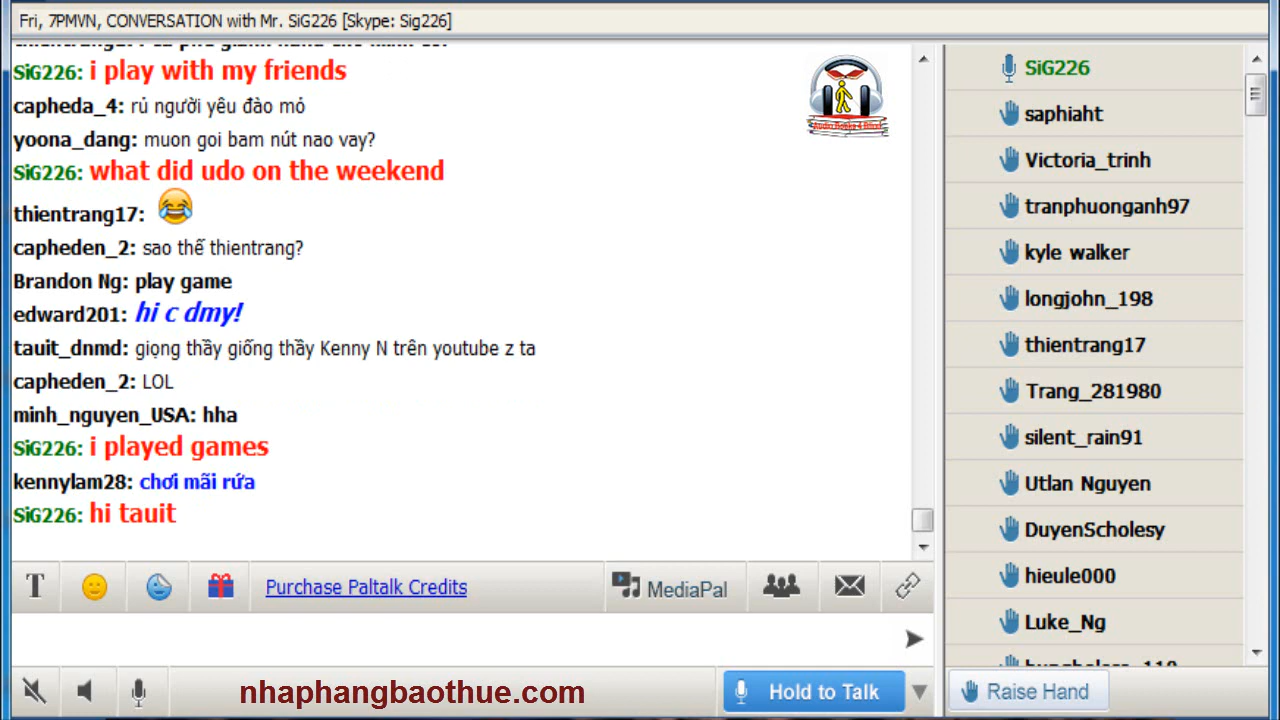 Fri, 7PMVN, CONVERSATION with Mr. SiG226 [Skype: Sig226]
SiG226: i play with my friends
capheda_4: rủ người yêu đào mỏ
yoona_dang: muon goi bam nút nao vay?
SiG226: what did udo on the weekend
thientrang17:
capheden_2: sao thế thientrang?
Brandon Ng: play game
edward201: hi c dmy!
tauit_dnmd: giọng thầy giống thầy Kenny N trên youtube z ta
capheden_2: LOL
minh_nguyen_USA: hha
SiG226: i played games
kennylam28: chơi mãi rứa
SiG226: hi tauit
T
Purchase Paltalk Credits
MediaPal
nhaphangbaothue.com
Hold to Talk
SiG226
saphiaht
Victoria_trinh
tranphuonganh97
kyle walker
longjohn_198
thientrang17
Trang_281980
silent_rain91
Utlan Nguyen
DuyenScholesy
hieule000
Luke_Ng
Raise Hand